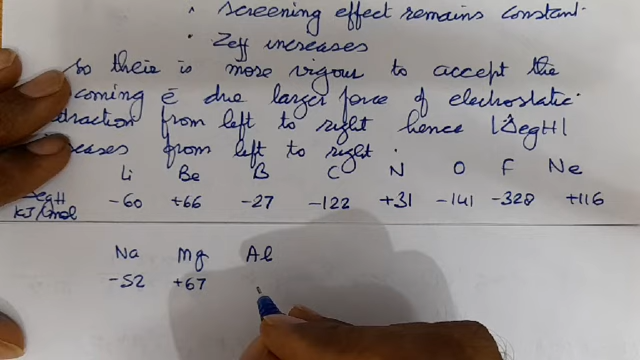 · Screening effect remains constant.
· Zeff increases
So there is more vigour to accept the
coming ē due larger force of electrostatic
traction from left to right hence |ΔegH|
eases from left to right.
Li Be B C N O F Ne
ΔegH -60 +66 -27 -122 +31 -141 -328 +116
KJ/mol
Na Mg Al
-52 +67